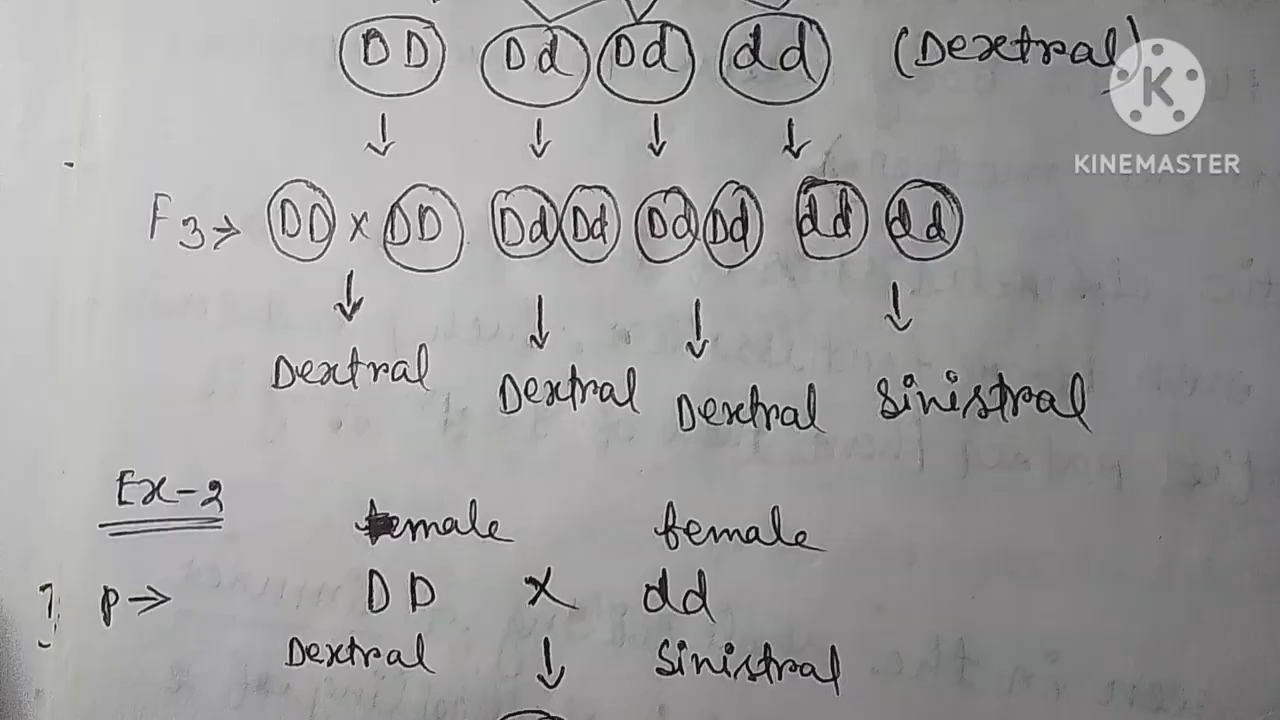 DD Dd Dd dd (Dextral)
K
KINEMASTER
F3→ DD x DD Dd Dd Dd Dd dd dd
Dextral Dextral Dextral Sinistral
Ex-2
female female
P→ DD X dd
Dextral Sinistral